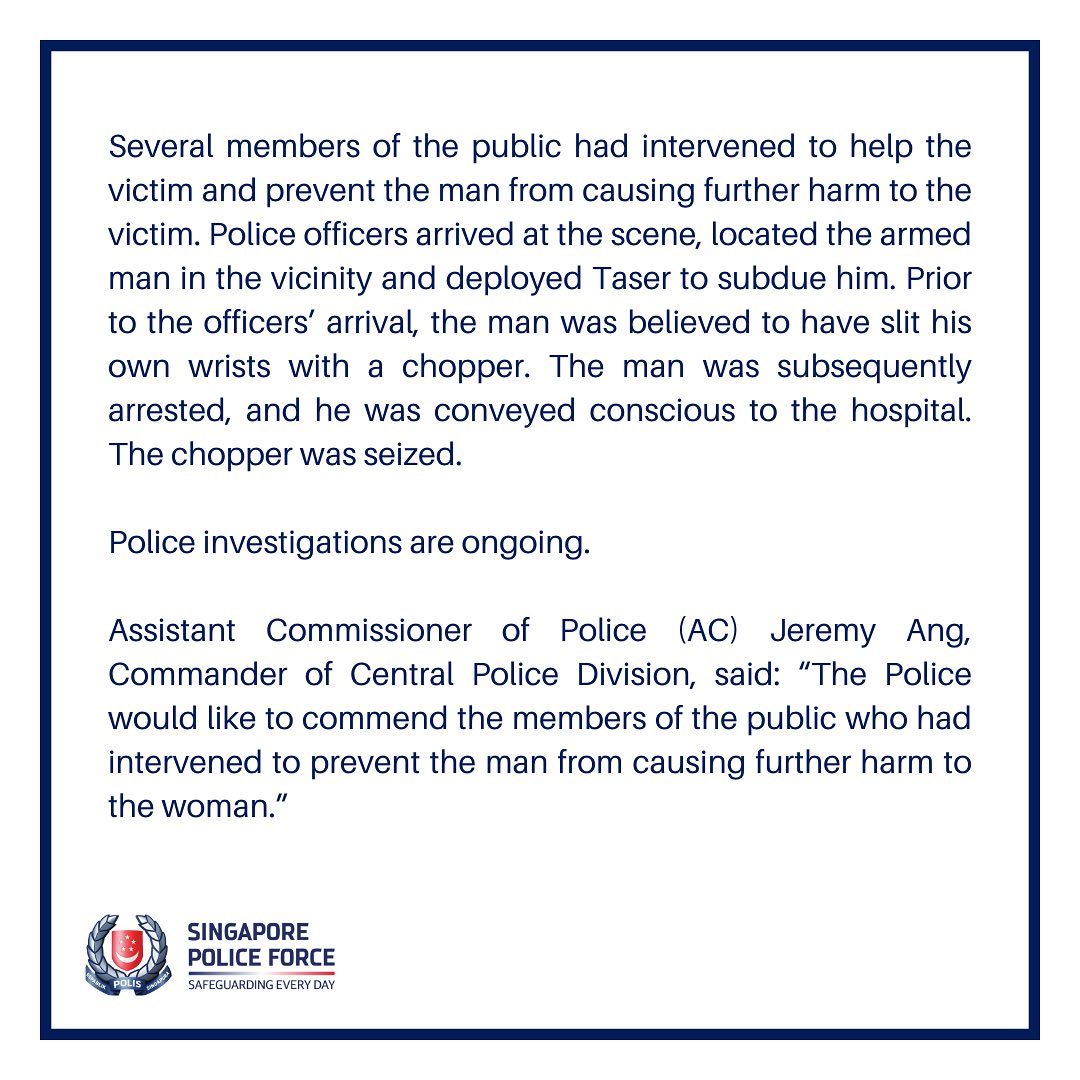 Several members of the public had intervened to help the
victim and prevent the man from causing further harm to the
victim. Police officers arrived at the scene, located the armed
man in the vicinity and deployed Taser to subdue him. Prior
to the officers’ arrival, the man was believed to have slit his
own wrists with a chopper. The man was subsequently
arrested, and he was conveyed conscious to the hospital.
The chopper was seized.
Police investigations are ongoing.
Assistant Commissioner of Police (AC) Jeremy Ang,
Commander of Central Police Division, said: “The Police
would like to commend the members of the public who had
intervened to prevent the man from causing further harm to
the woman.”
REPUBLIK POLIS SINGAPURA
SINGAPORE
POLICE FORCE
SAFEGUARDING EVERY DAY